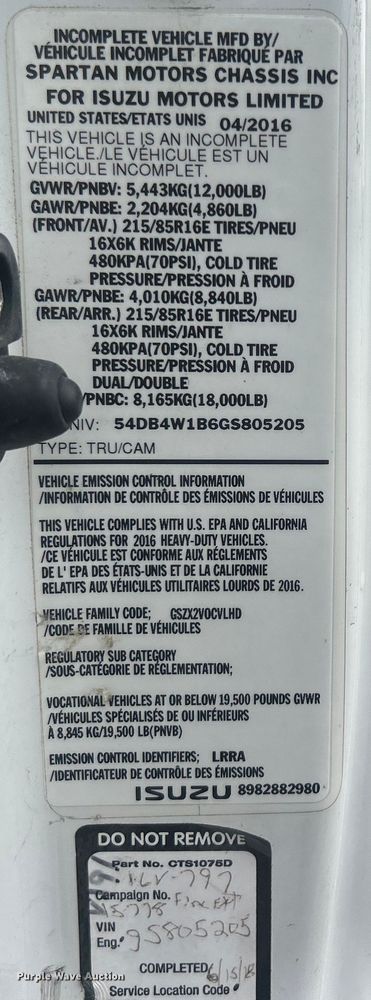 INCOMPLETE VEHICLE MFD BY/
VÉHICULE INCOMPLET FABRIQUÉ PAR
SPARTAN MOTORS CHASSIS INC
FOR ISUZU MOTORS LIMITED
UNITED STATES/ETATS UNIS 04/2016
THIS VEHICLE IS AN INCOMPLETE
VEHICLE./LE VÉHICULE EST UN
VÉHICULE INCOMPLET.
GVWR/PNBV: 5,443KG(12,000LB)
GAWR/PNBE: 2,204KG(4,860LB)
(FRONT/AV.) 215/85R16E TIRES/PNEU
16X6K RIMS/JANTE
480KPA(70PSI), COLD TIRE
PRESSURE/PRESSION À FROID
GAWR/PNBE: 4,010KG(8,840LB)
(REAR/ARR.) 215/85R16E TIRES/PNEU
16X6K RIMS/JANTE
480KPA(70PSI), COLD TIRE
PRESSURE/PRESSION À FROID
DUAL/DOUBLE
/PNBC: 8,165KG(18,000LB)
NIV: 54DB4W1B6GS805205
TYPE: TRU/CAM
VEHICLE EMISSION CONTROL INFORMATION
/INFORMATION DE CONTRÔLE DES ÉMISSIONS DE VÉHICULES
THIS VEHICLE COMPLIES WITH U.S. EPA AND CALIFORNIA
REGULATIONS FOR 2016 HEAVY-DUTY VEHICLES.
/CE VÉHICULE EST CONFORME AUX RÉGLEMENTS
DE L' EPA DES ÉTATS-UNIS ET DE LA CALIFORNIE
RELATIFS AUX VÉHICULES UTILITAIRES LOURDS DE 2016.
VEHICLE FAMILY CODE; GSZX2VOCVLHD
/CODE DE FAMILLE DE VÉHICULES
REGULATORY SUB CATEGORY
/SOUS-CATÉGORIE DE RÉGLEMENTATION;
VOCATIONAL VEHICLES AT OR BELOW 19,500 POUNDS GVWR
/VÉHICULES SPÉCIALISÉS DE OU INFÉRIEURS
À 8,845 KG/19,500 LB(PNVB)
EMISSION CONTROL IDENTIFIERS; LRRA
/IDENTIFICATEUR DE CONTRÔLE DES ÉMISSIONS
ISUZU 8982882980
DO NOT REMOVE
Part No. CTS1075D
Campaign No.
VIN
Eng.# GS805205
COMPLETED
Service Location Code
Purple Wave Auction